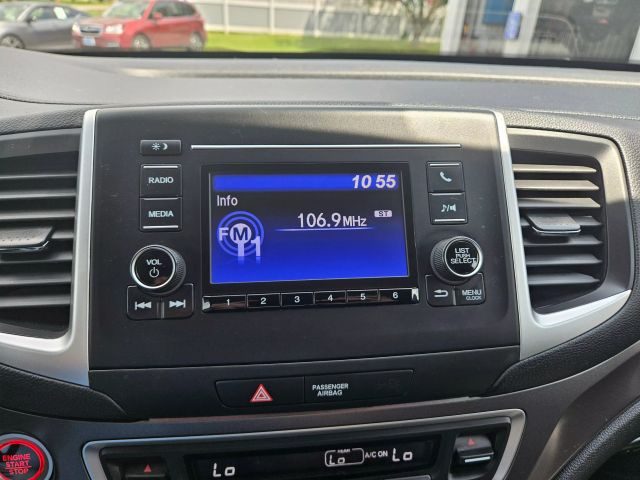 10 55
Info
RADIO
MEDIA
106.9 MHz ST
FM 1
VOL
LIST
PUSH
SELECT
MENU
CLOCK
1 2 3 4 5 6
PASSENGER
AIRBAG
ENGINE
START
STOP
Lo
REAR
Lo
A/C ON
Lo